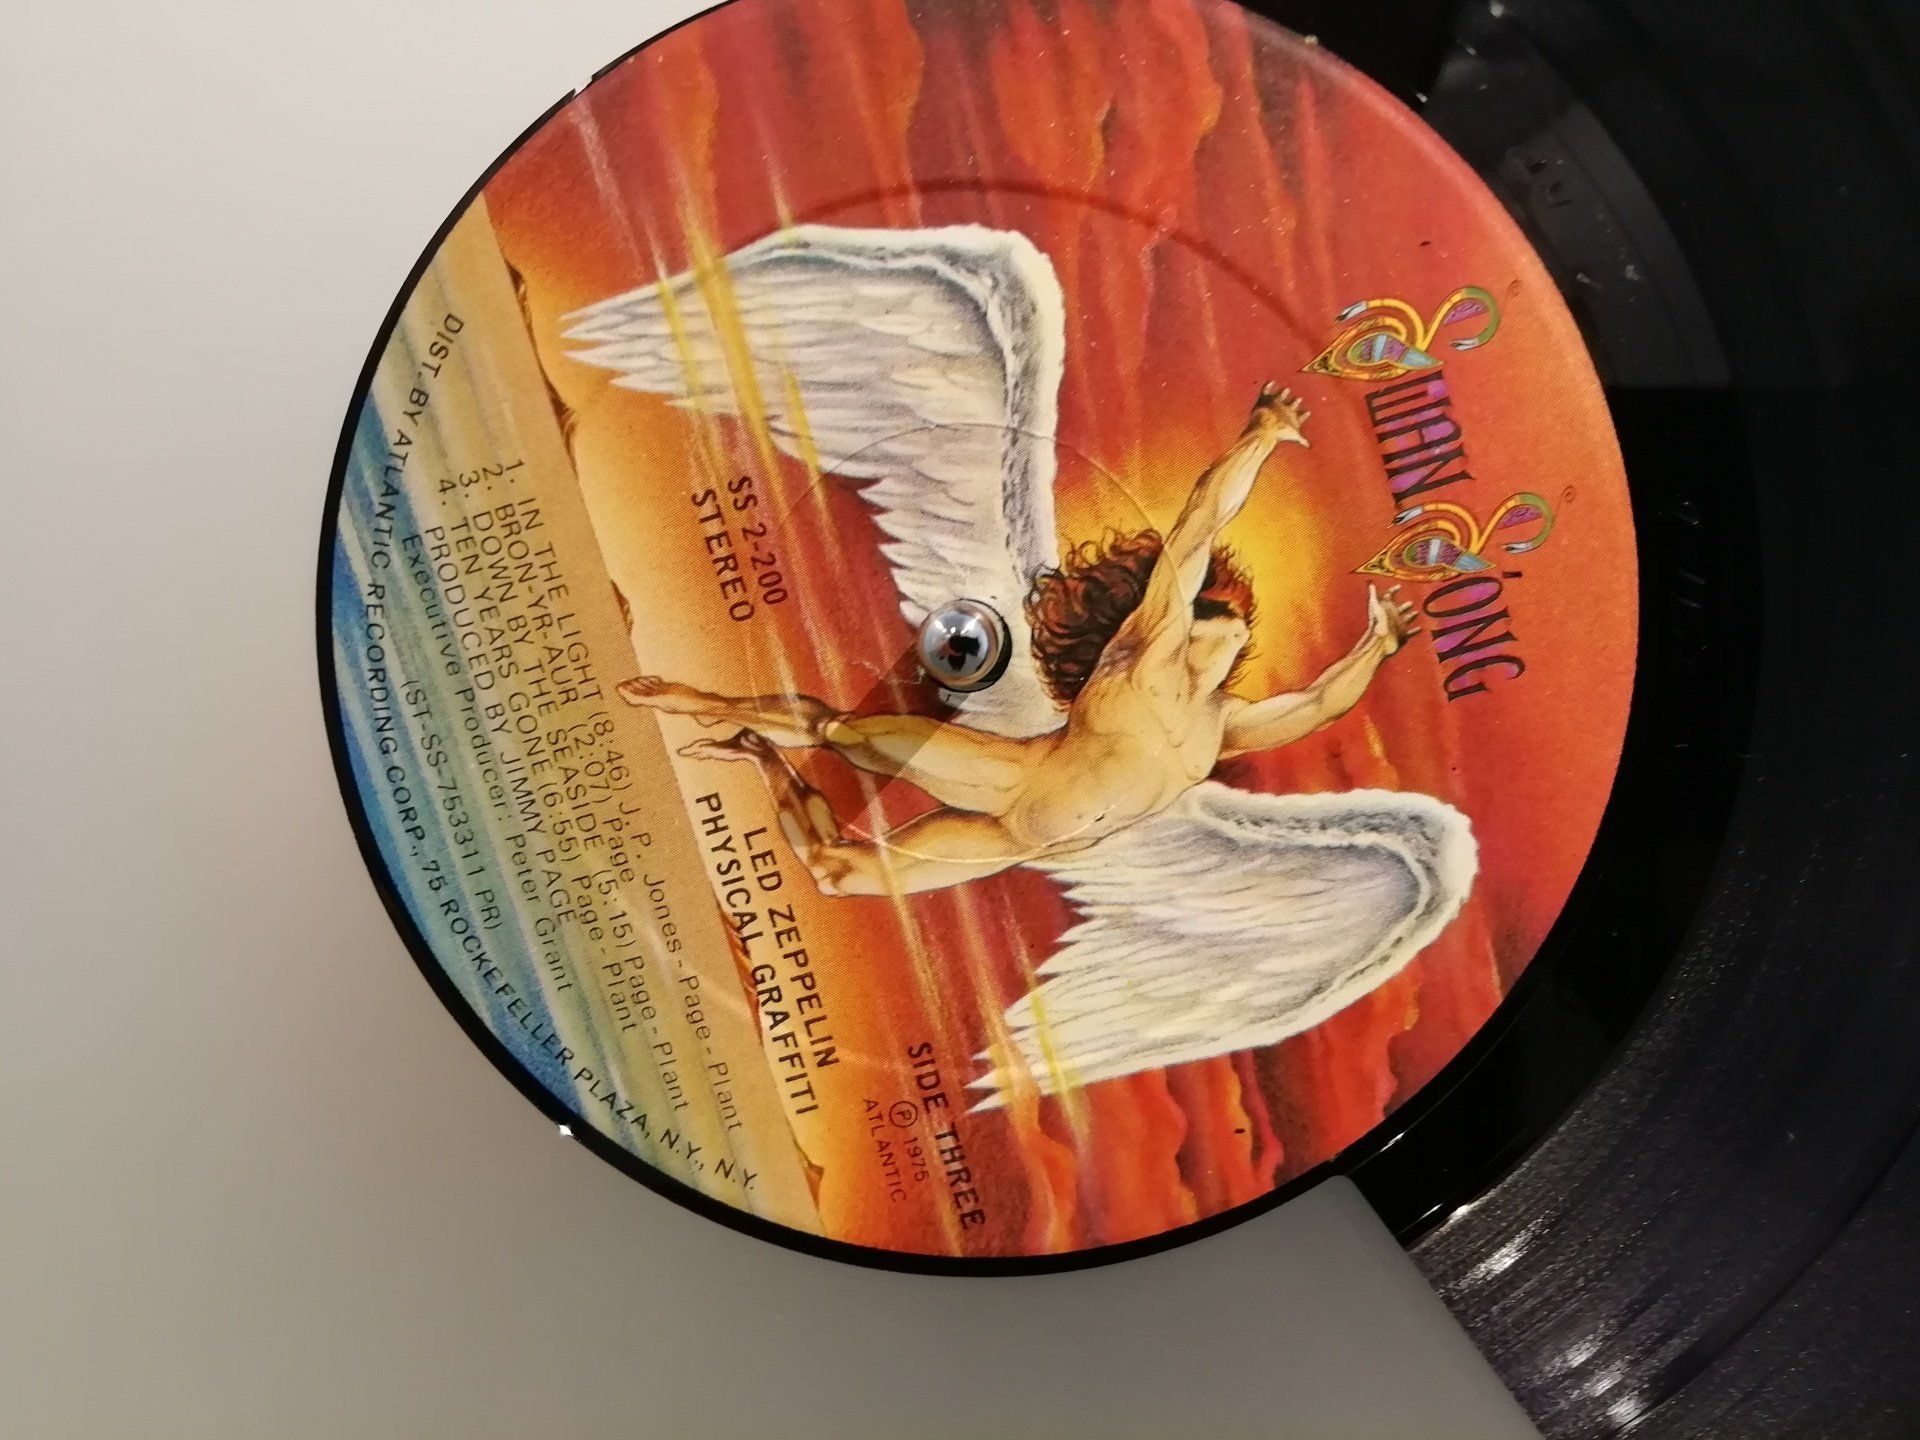 SWAN SONG
SS 2-200
STEREO
SIDE THREE
Ⓟ 1975
ATLANTIC
LED ZEPPELIN
PHYSICAL GRAFFITI
1. IN THE LIGHT (8:46) J. P. Jones-Page-Plant
2. BRON-YR-AUR (2:07) Page
3. DOWN BY THE SEASIDE (5:15) Page-Plant
4. TEN YEARS GONE (6:55) Page-Plant
PRODUCED BY JIMMY PAGE
Executive Producer: Peter Grant
(ST-SS-753311 PR)
DIST. BY ATLANTIC RECORDING CORP., 75 ROCKEFELLER PLAZA, N.Y., N.Y.